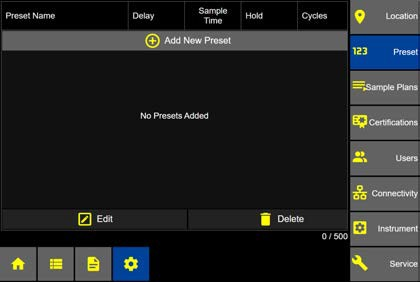 Preset Name
Delay
Sample
Time
Hold
Cycles
Add New Preset
No Presets Added
Edit
Delete
0 / 500
Location
123
Preset
Sample Plans
Certifications
Users
Connectivity
Instrument
Service